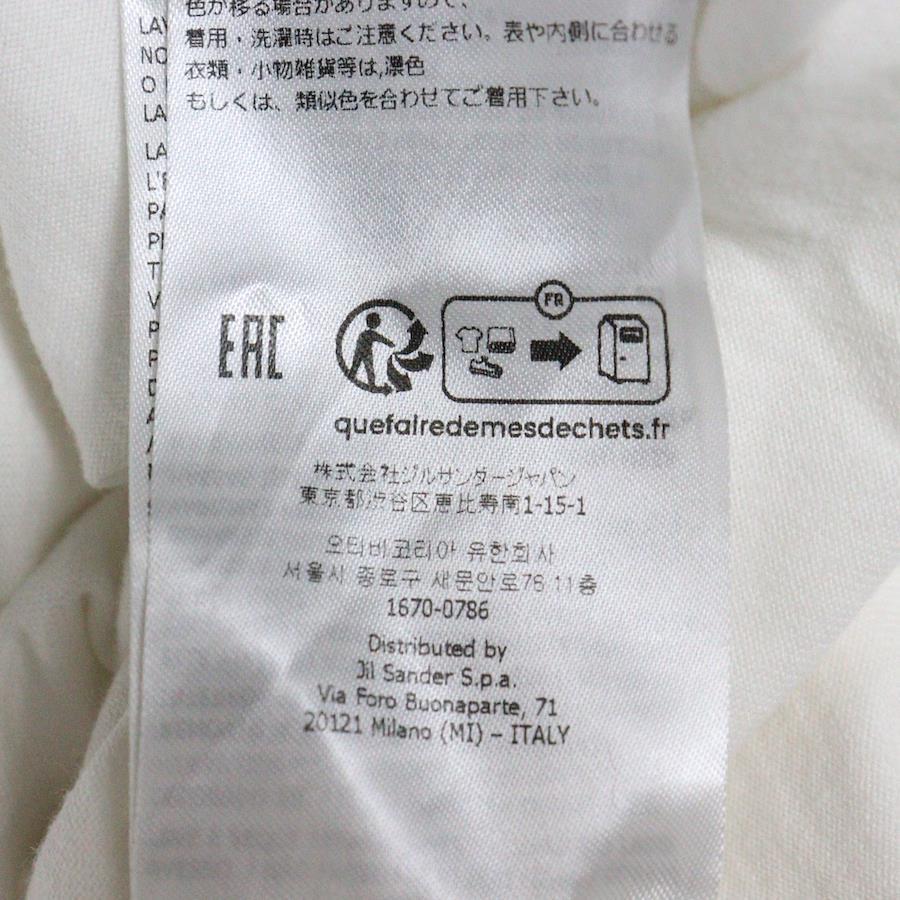 色が移る場合がありますので、
着用・洗濯時はご注意ください。表や内側に合わせる
衣類・小物雑貨等は,濃色
もしくは、類似色を合わせてご着用下さい。
LAV
NO
O
LA
LA
PA
T
V
P
P
D
EAC
FR
quefairedemesdechets.fr
株式会社ジルサンダージャパン
東京都渋谷区恵比寿南1-15-1
오티비코리아 유한회사
서울시 종로구 새문안로76 11층
1670-0786
Distributed by
Jil Sander S.p.a.
Via Foro Buonaparte, 71
20121 Milano (MI) – ITALY